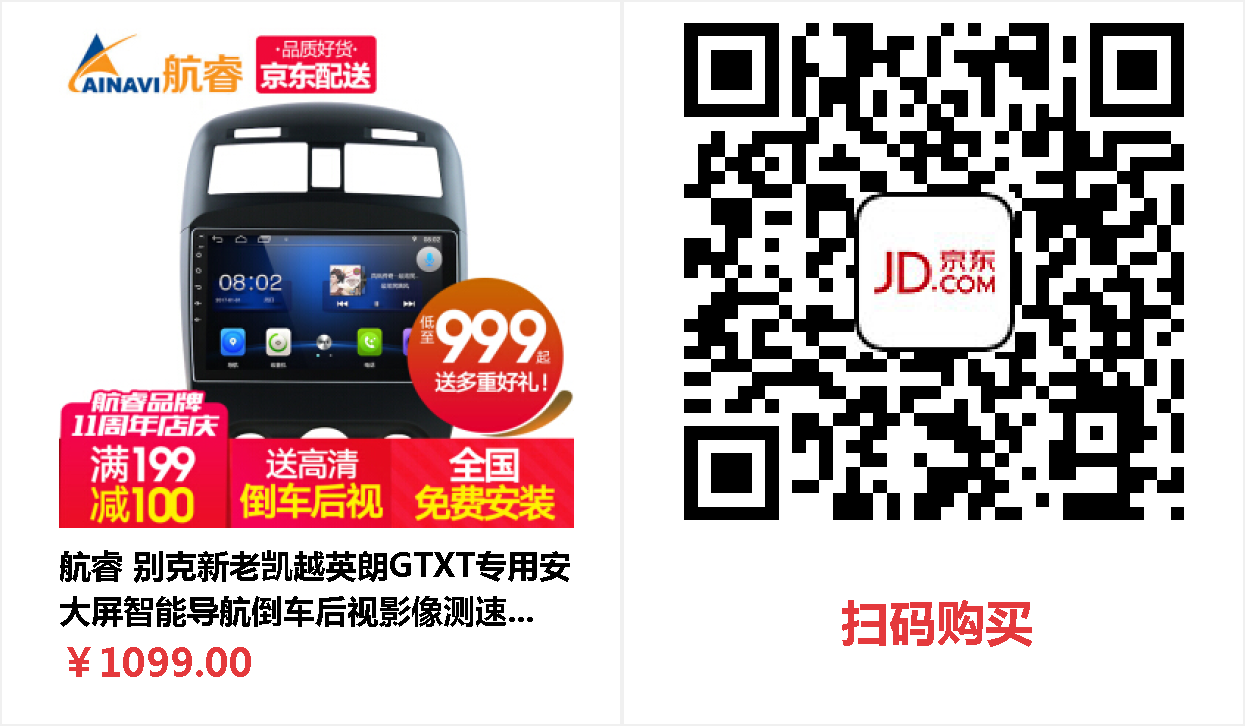 AINAVI航睿
·品质好货·
京东配送
08:02
08:02
低至999起
送多重好礼!
航睿品牌
11周年店庆
满199
减100
送高清
倒车后视
全国
免费安装
航睿 别克新老凯越英朗GTXT专用安
大屏智能导航倒车后视影像测速...
￥1099.00
JD京东
.COM
扫码购买